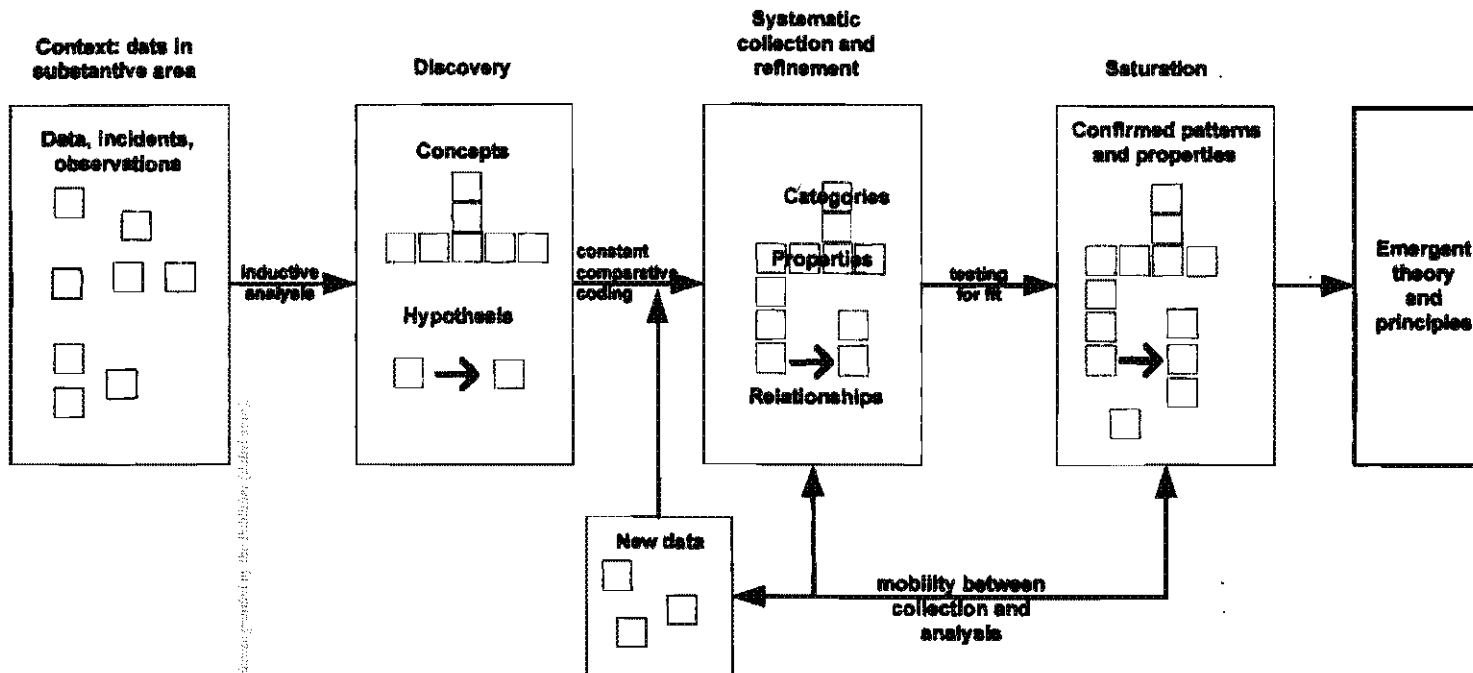 Context: data in
substantive area
Discovery
Systematic
collection and
refinement
Saturation
Data, incidents,
observations
Concepts
Hypothesis
Categories
Properties
Relationships
Confirmed patterns
and properties
Emergent
theory
and
principles
inductive
analysis
constant
comparative
coding
testing
for fit
New data
mobility between
collection and
analysis